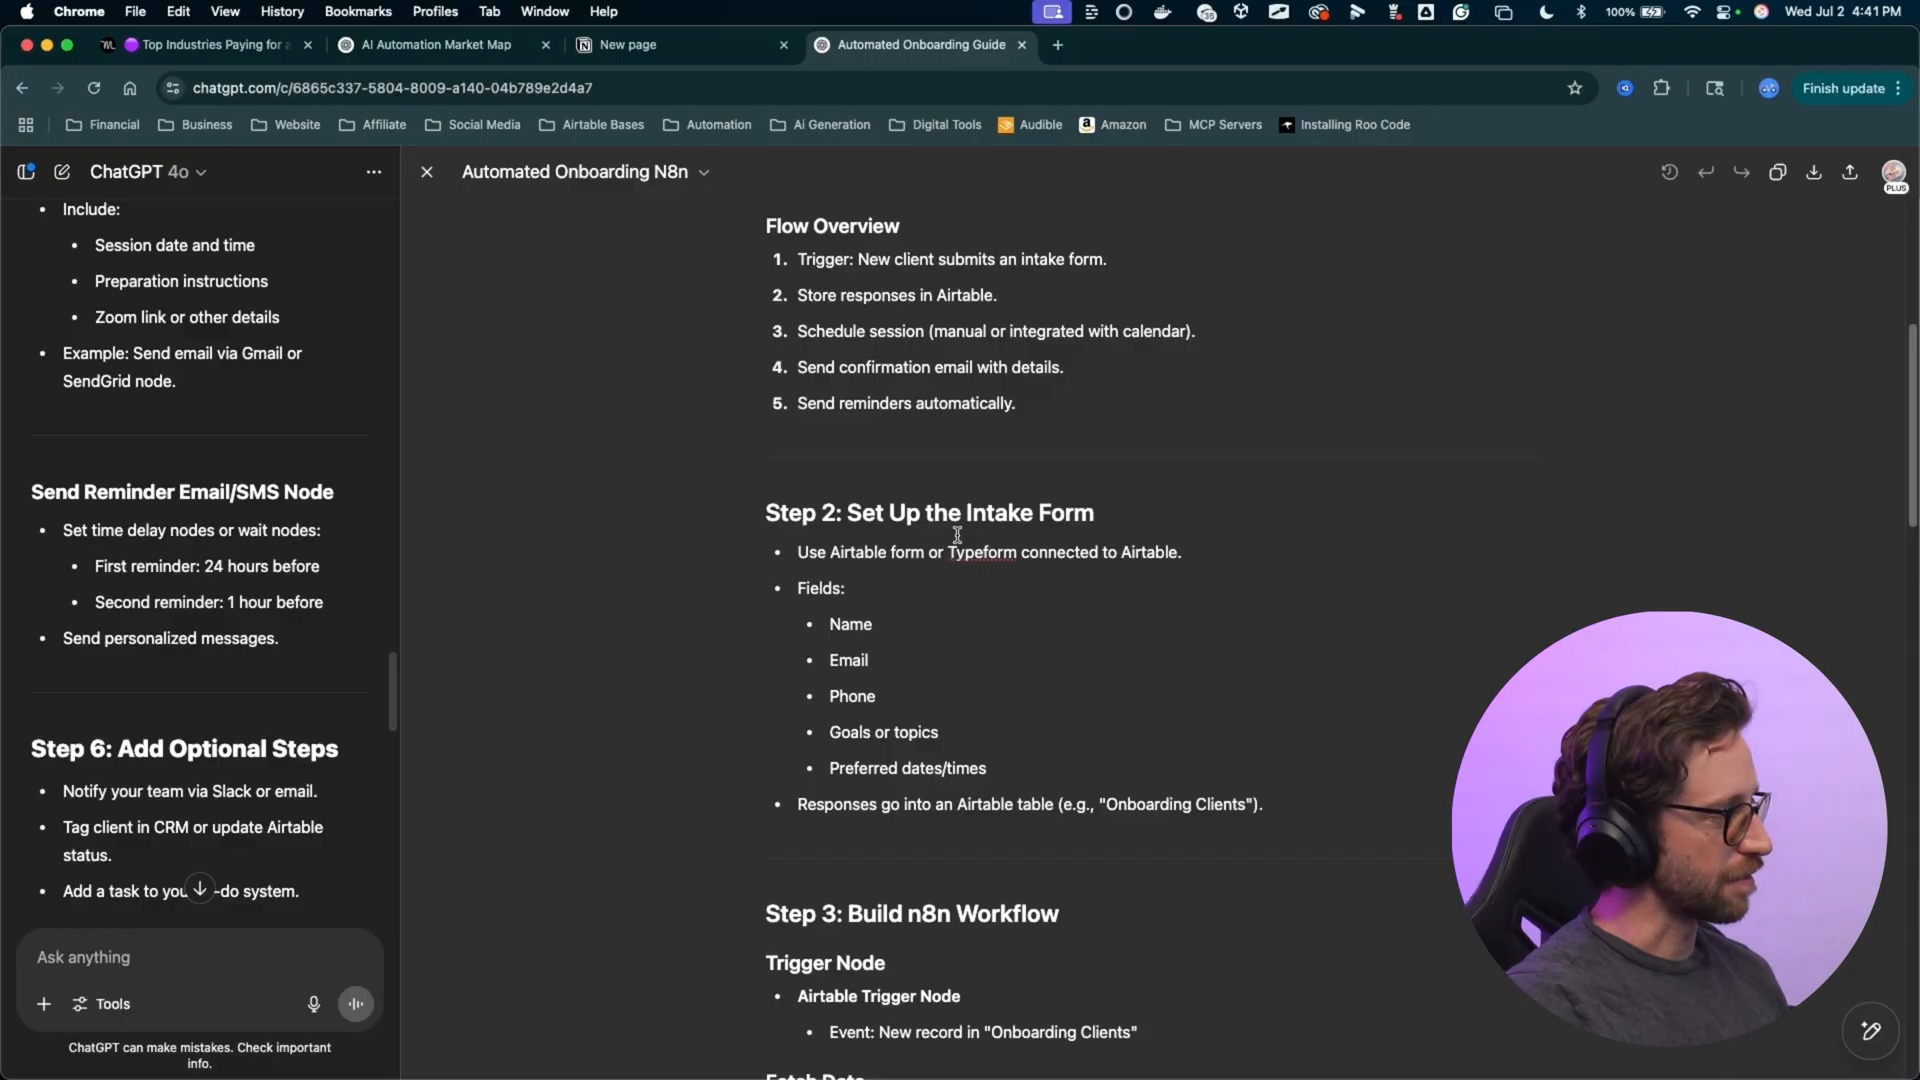 Chrome File Edit View History Bookmarks Profiles Tab Window Help
35
100%
Wed Jul 2 4:41 PM
Top Industries Paying for
AI Automation Market Map
New page
Automated Onboarding Guide
chatgpt.com/c/6865c337-5804-8009-a140-04b789e2d4a7
Finish update
Financial
Business
Website
Affiliate
Social Media
Airtable Bases
Automation
Ai Generation
Digital Tools
Audible
Amazon
MCP Servers
Installing Roo Code
ChatGPT 4o
Include:
Session date and time
Preparation instructions
Zoom link or other details
Example: Send email via Gmail or
SendGrid node.
Send Reminder Email/SMS Node
Set time delay nodes or wait nodes:
First reminder: 24 hours before
Second reminder: 1 hour before
Send personalized messages.
Step 6: Add Optional Steps
Notify your team via Slack or email.
Tag client in CRM or update Airtable
status.
Add a task to you -do system.
Ask anything
Tools
ChatGPT can make mistakes. Check important
info.
Automated Onboarding N8n
PLUS
Flow Overview
1. Trigger: New client submits an intake form.
2. Store responses in Airtable.
3. Schedule session (manual or integrated with calendar).
4. Send confirmation email with details.
5. Send reminders automatically.
Step 2: Set Up the Intake Form
Use Airtable form or Typeform connected to Airtable.
Fields:
Name
Email
Phone
Goals or topics
Preferred dates/times
Responses go into an Airtable table (e.g., "Onboarding Clients").
Step 3: Build n8n Workflow
Trigger Node
Airtable Trigger Node
Event: New record in "Onboarding Clients"
Fetch Data